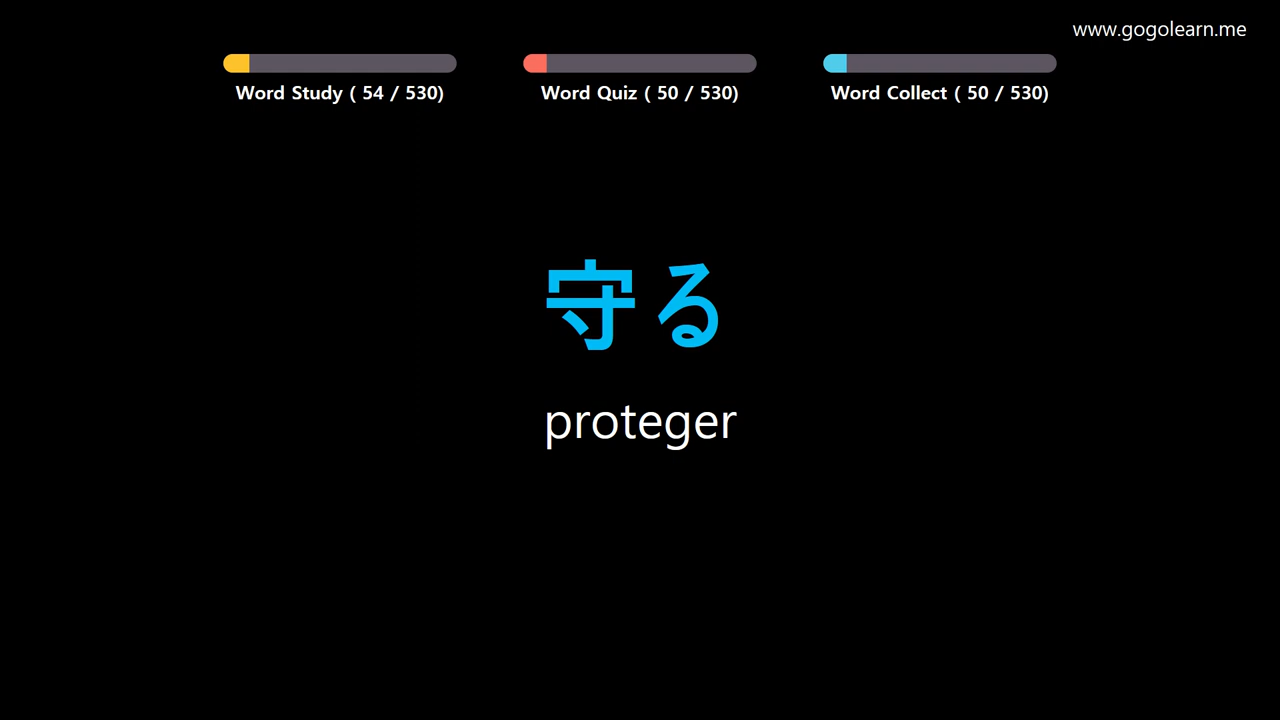 www.gogolearn.me
Word Study ( 54 / 530)
Word Quiz ( 50 / 530)
Word Collect ( 50 / 530)
守る
proteger